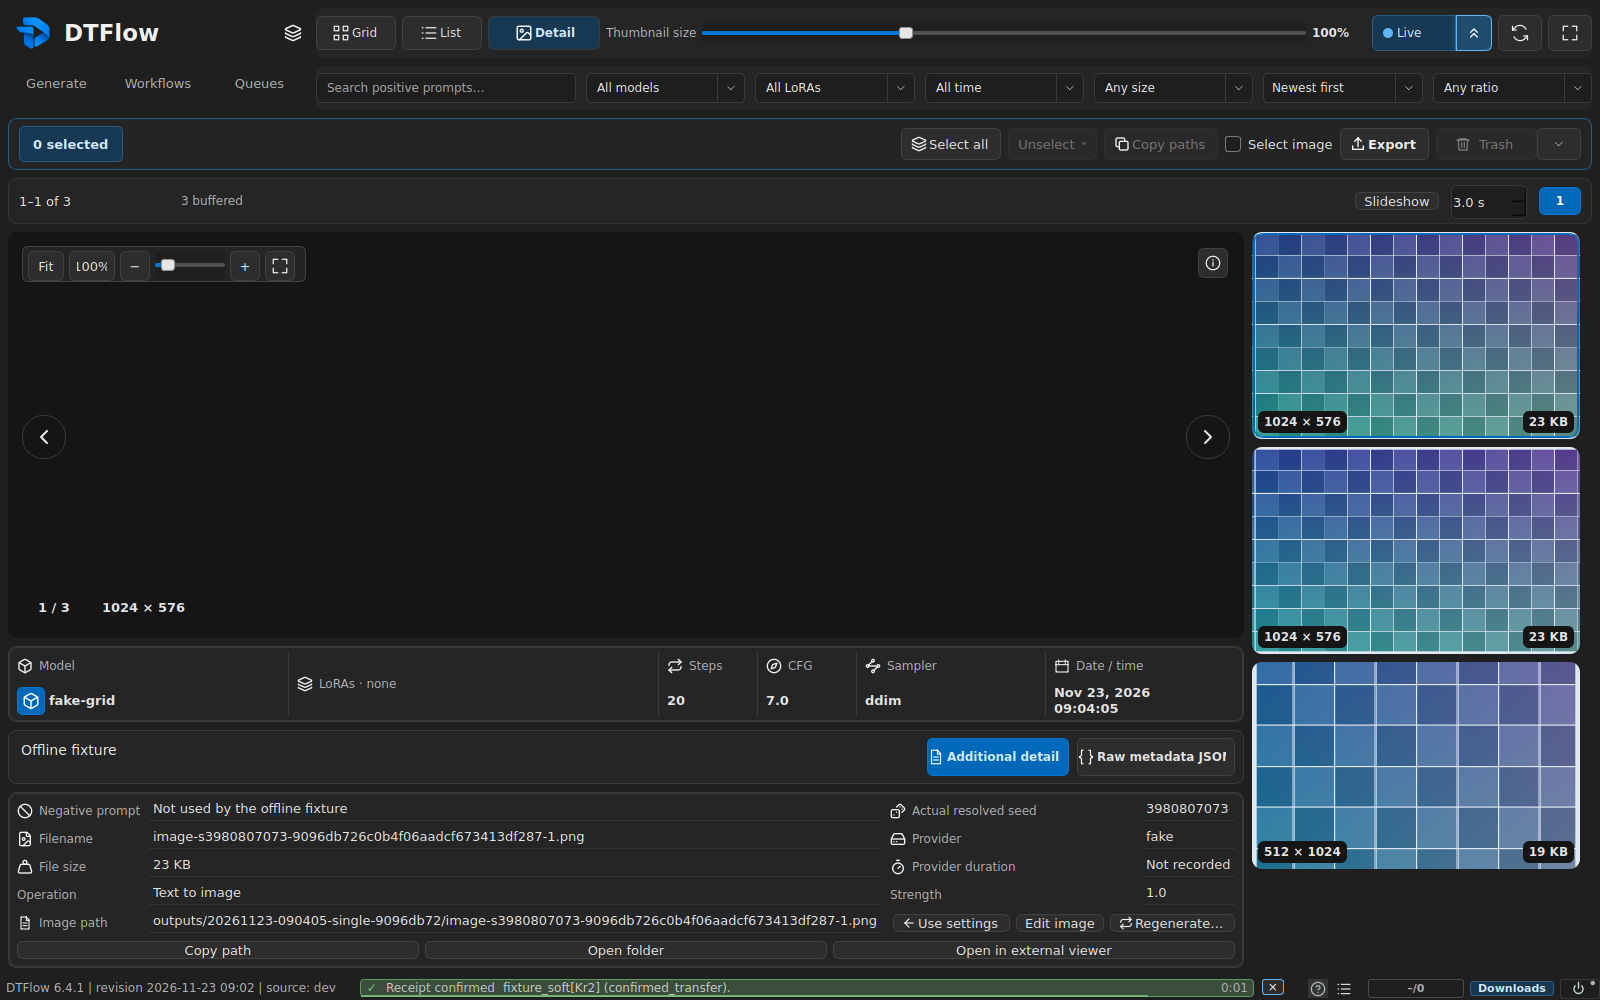 DTFlow
Grid
List
Detail
Thumbnail size
100%
Live
Generate
Workflows
Queues
Search positive prompts...
All models
All LoRAs
All time
Any size
Newest first
Any ratio
0 selected
Select all
Unselect
Copy paths
Select image
Export
Trash
1–1 of 3
3 buffered
Slideshow
3.0 s
1
Fit
100%
−
+
1 / 3
1024 × 576
1024 × 576
23 KB
1024 × 576
23 KB
512 × 1024
19 KB
Model
fake-grid
LoRAs · none
Steps
20
CFG
7.0
Sampler
ddim
Date / time
Nov 23, 2026
09:04:05
Offline fixture
Additional detail
Raw metadata JSON
Negative prompt
Not used by the offline fixture
Filename
image-s3980807073-9096db726c0b4f06aadcf673413df287-1.png
File size
23 KB
Operation
Text to image
Image path
outputs/20261123-090405-single-9096db72/image-s3980807073-9096db726c0b4f06aadcf673413df287-1.png
Actual resolved seed
3980807073
Provider
fake
Provider duration
Not recorded
Strength
1.0
Use settings
Edit image
Regenerate...
Copy path
Open folder
Open in external viewer
DTFlow 6.4.1 | revision 2026-11-23 09:02 | source: dev
✓ Receipt confirmed fixture_soft[Kr2] (confirmed_transfer).
0:01
–/0
Downloads